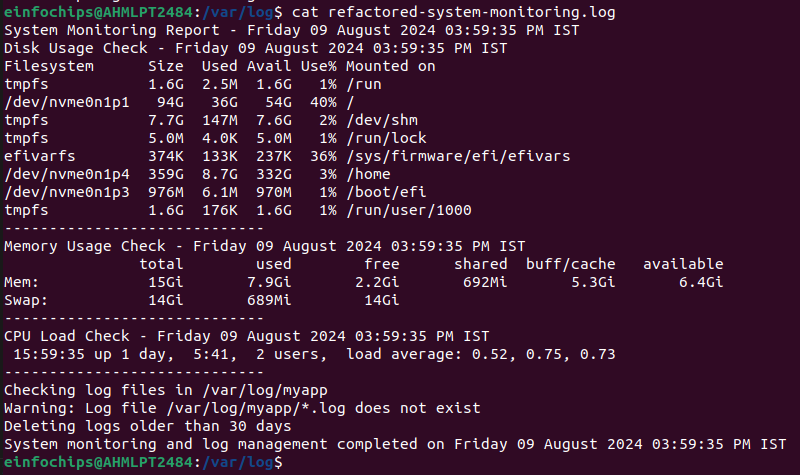 einfochips@AHMLPT2484:/var/log$ cat refactored-system-monitoring.log
System Monitoring Report - Friday 09 August 2024 03:59:35 PM IST
Disk Usage Check - Friday 09 August 2024 03:59:35 PM IST
Filesystem      Size  Used Avail Use% Mounted on
tmpfs           1.6G  2.5M  1.6G   1% /run
/dev/nvme0n1p1   94G   36G   54G  40% /
tmpfs           7.7G  147M  7.6G   2% /dev/shm
tmpfs           5.0M  4.0K  5.0M   1% /run/lock
efivarfs        374K  133K  237K  36% /sys/firmware/efi/efivars
/dev/nvme0n1p4  359G  8.7G  332G   3% /home
/dev/nvme0n1p3  976M  6.1M  970M   1% /boot/efi
tmpfs           1.6G  176K  1.6G   1% /run/user/1000
-----------------------------
Memory Usage Check - Friday 09 August 2024 03:59:35 PM IST
               total        used        free      shared  buff/cache   available
Mem:            15Gi       7.9Gi       2.2Gi       692Mi       5.3Gi       6.4Gi
Swap:           14Gi       689Mi        14Gi
-----------------------------
CPU Load Check - Friday 09 August 2024 03:59:35 PM IST
 15:59:35 up 1 day,  5:41,  2 users,  load average: 0.52, 0.75, 0.73
-----------------------------
Checking log files in /var/log/myapp
Warning: Log file /var/log/myapp/*.log does not exist
Deleting logs older than 30 days
System monitoring and log management completed on Friday 09 August 2024 03:59:35 PM IST
einfochips@AHMLPT2484:/var/log$